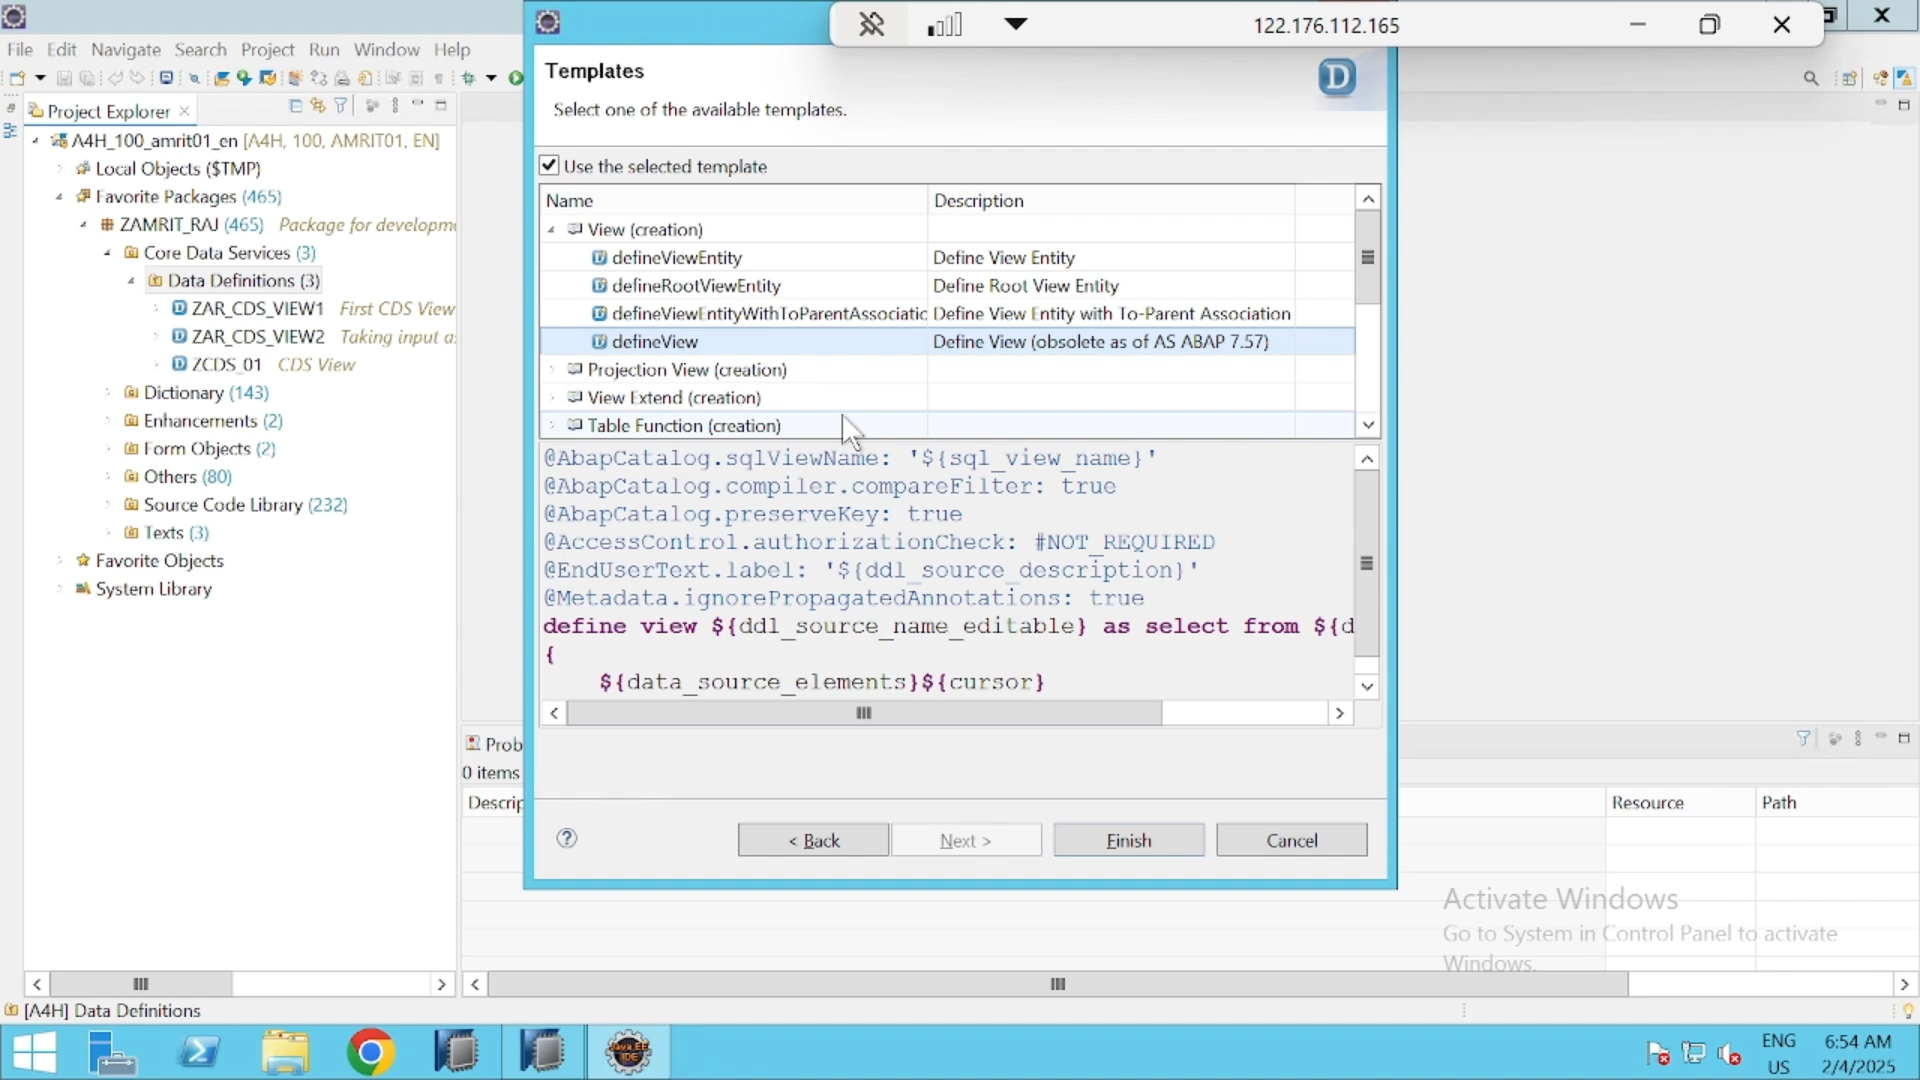 122.176.112.165
File Edit Navigate Search Project Run Window Help
Project Explorer
A4H_100_amrit01_en [A4H, 100, AMRIT01, EN]
Local Objects ($TMP)
Favorite Packages (465)
ZAMRIT_RAJ (465) Package for developme
Core Data Services (3)
Data Definitions (3)
ZAR_CDS_VIEW1 First CDS View
ZAR_CDS_VIEW2 Taking input a
ZCDS_01 CDS View
Dictionary (143)
Enhancements (2)
Form Objects (2)
Others (80)
Source Code Library (232)
Texts (3)
Favorite Objects
System Library
Templates
Select one of the available templates.
Use the selected template
Name Description
View (creation)
defineViewEntity Define View Entity
defineRootViewEntity Define Root View Entity
defineViewEntityWithToParentAssociatic Define View Entity with To-Parent Association
defineView Define View (obsolete as of AS ABAP 7.57)
Projection View (creation)
View Extend (creation)
Table Function (creation)
@AbapCatalog.sqlViewName: '${sql_view_name}'
@AbapCatalog.compiler.compareFilter: true
@AbapCatalog.preserveKey: true
@AccessControl.authorizationCheck: #NOT_REQUIRED
@EndUserText.label: '${ddl_source_description}'
@Metadata.ignorePropagatedAnnotations: true
define view ${ddl_source_name_editable} as select from ${d
{
${data_source_elements}${cursor}
< Back Next > Finish Cancel
Prob
0 items
Descrip Resource Path
Activate Windows
Go to System in Control Panel to activate
Windows.
[A4H] Data Definitions
Java EE
IDE
ENG
US
6:54 AM
2/4/2025